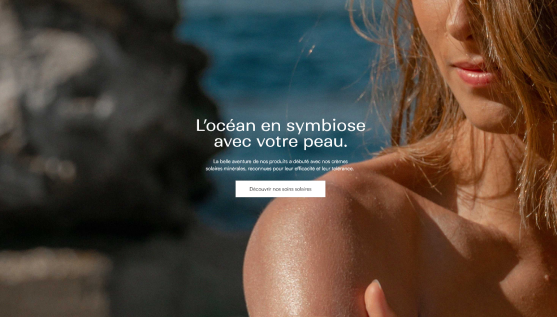 L'océan en symbiose
avec votre peau.
La belle aventure de nos produits a débuté avec nos crèmes
solaires minérales, reconnues pour leur efficacité et leur tolérance.
Découvrir nos soins solaires